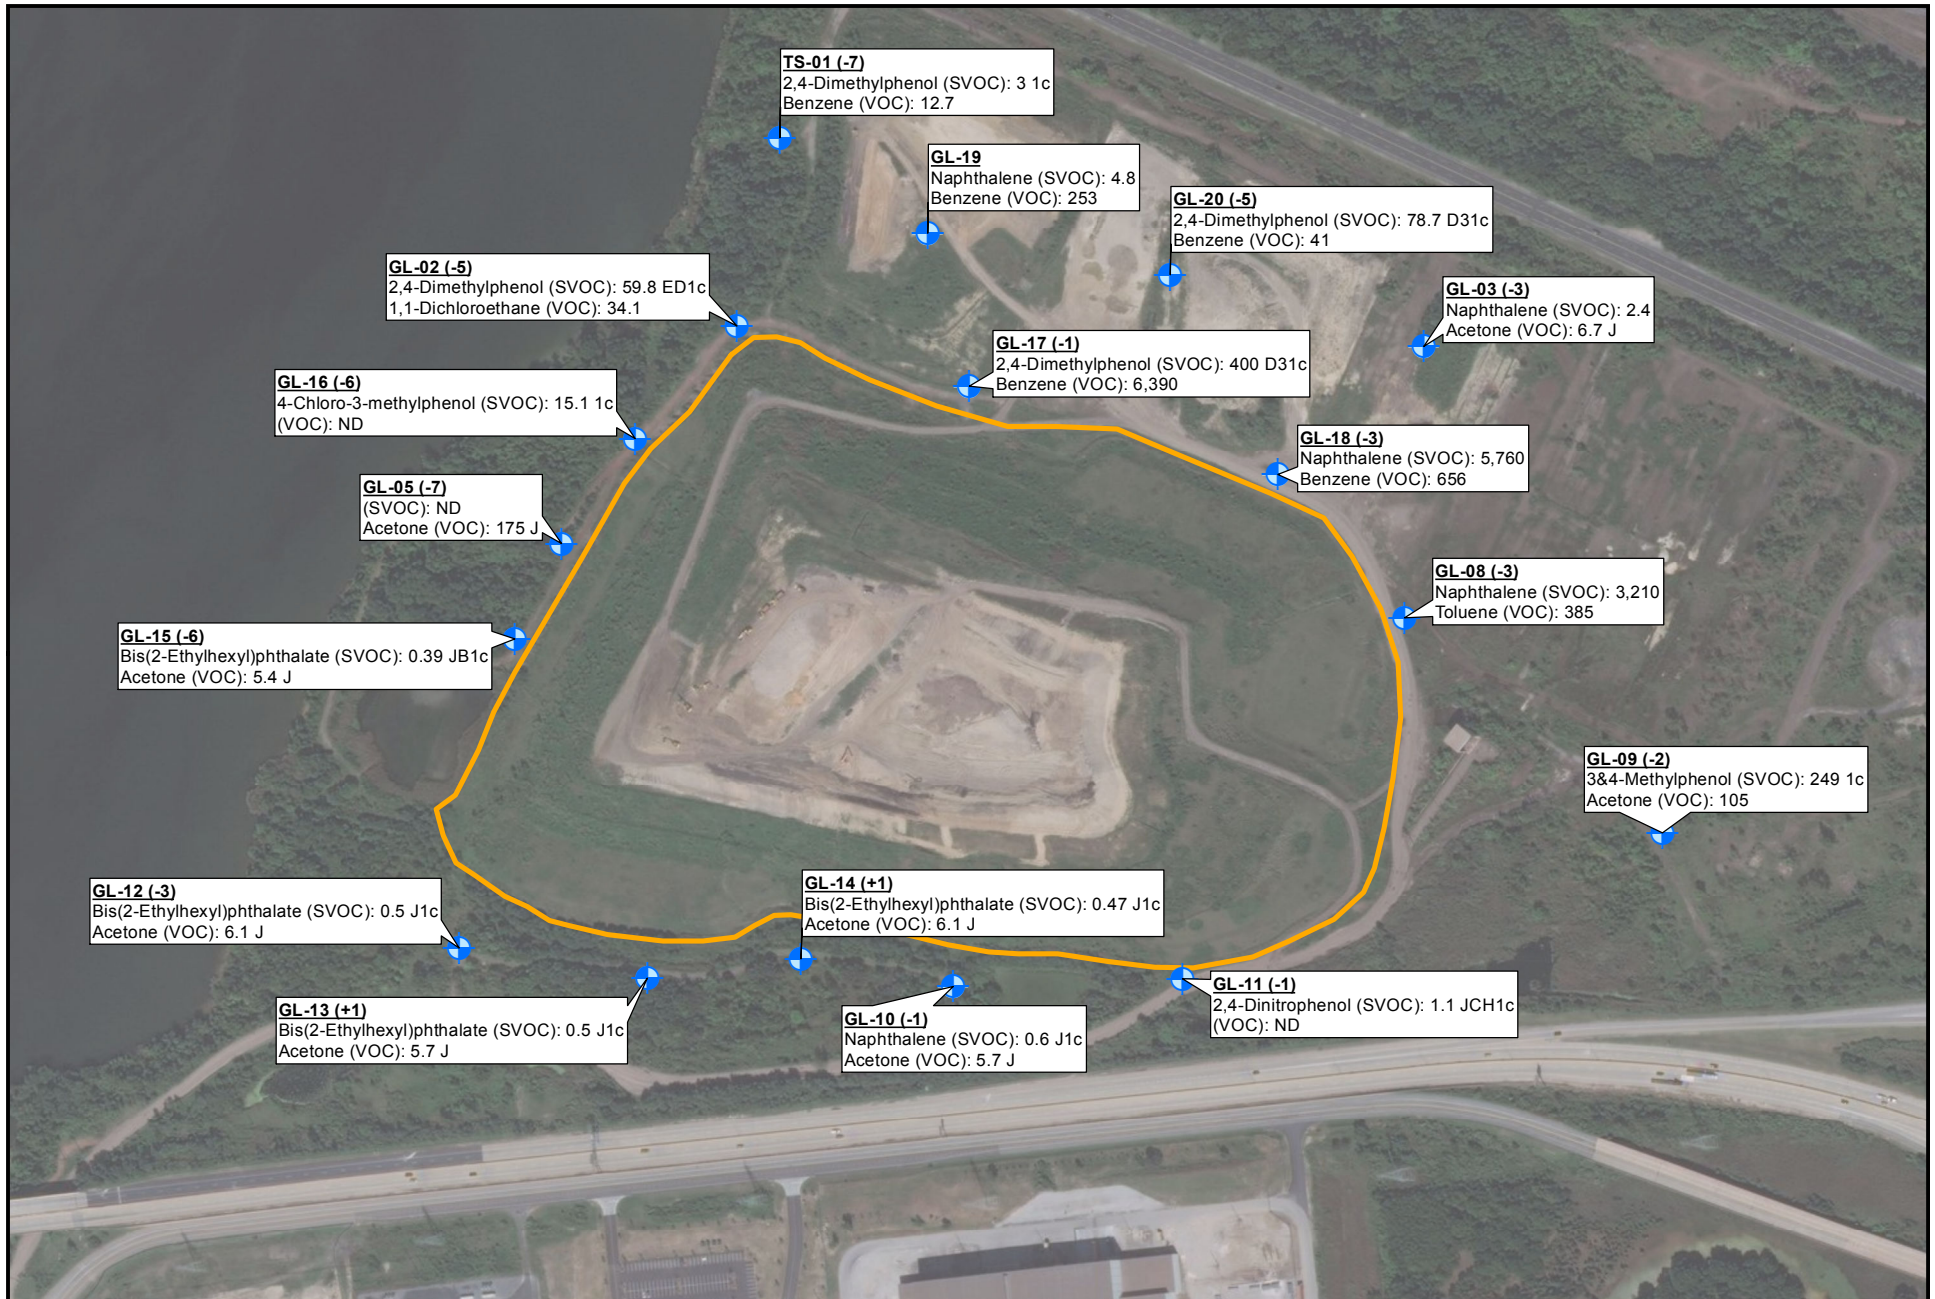 TS-01 (-7)
2,4-Dimethylphenol (SVOC): 3 1c
Benzene (VOC): 12.7
GL-19
Naphthalene (SVOC): 4.8
Benzene (VOC): 253
GL-20 (-5)
2,4-Dimethylphenol (SVOC): 78.7 D31c
Benzene (VOC): 41
GL-02 (-5)
2,4-Dimethylphenol (SVOC): 59.8 ED1c
1,1-Dichloroethane (VOC): 34.1
GL-03 (-3)
Naphthalene (SVOC): 2.4
Acetone (VOC): 6.7 J
GL-17 (-1)
2,4-Dimethylphenol (SVOC): 400 D31c
Benzene (VOC): 6,390
GL-16 (-6)
4-Chloro-3-methylphenol (SVOC): 15.1 1c
(VOC): ND
GL-18 (-3)
Naphthalene (SVOC): 5,760
Benzene (VOC): 656
GL-05 (-7)
(SVOC): ND
Acetone (VOC): 175 J
GL-08 (-3)
Naphthalene (SVOC): 3,210
Toluene (VOC): 385
GL-15 (-6)
Bis(2-Ethylhexyl)phthalate (SVOC): 0.39 JB1c
Acetone (VOC): 5.4 J
GL-09 (-2)
3&4-Methylphenol (SVOC): 249 1c
Acetone (VOC): 105
GL-12 (-3)
Bis(2-Ethylhexyl)phthalate (SVOC): 0.5 J1c
Acetone (VOC): 6.1 J
GL-14 (+1)
Bis(2-Ethylhexyl)phthalate (SVOC): 0.47 J1c
Acetone (VOC): 6.1 J
GL-13 (+1)
Bis(2-Ethylhexyl)phthalate (SVOC): 0.5 J1c
Acetone (VOC): 5.7 J
GL-10 (-1)
Naphthalene (SVOC): 0.6 J1c
Acetone (VOC): 5.7 J
GL-11 (-1)
2,4-Dinitrophenol (SVOC): 1.1 JCH1c
(VOC): ND